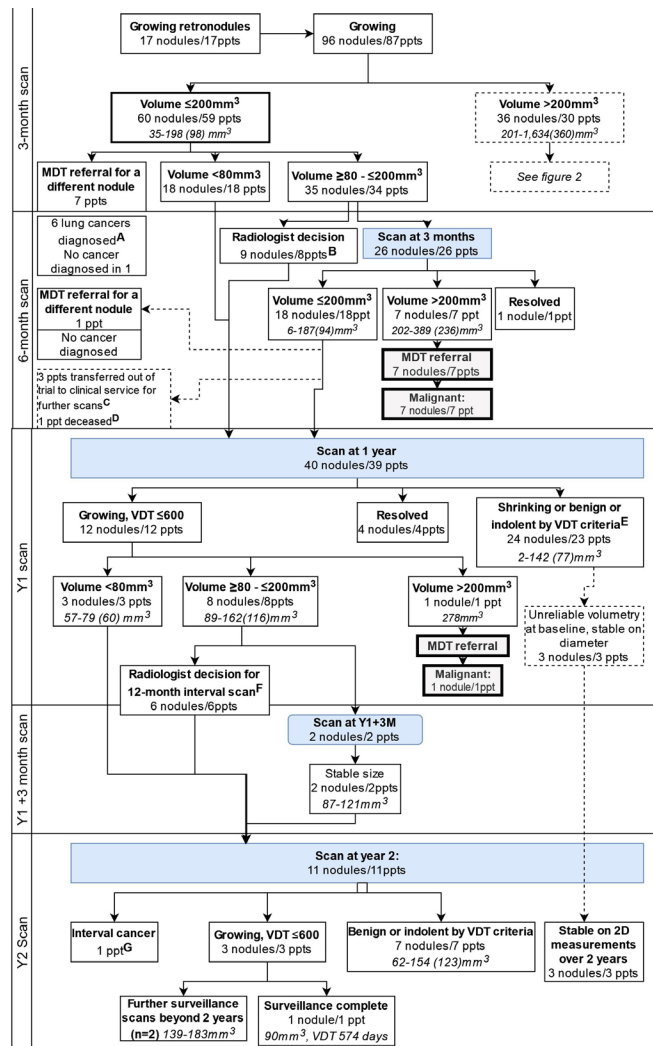 3-month scan
Growing retronodules
17 nodules/17ppts
Growing
96 nodules/87ppts
Volume ≤200mm³
60 nodules/59 ppts
35-198 (98) mm³
Volume >200mm³
36 nodules/30 ppts
201-1,634(360)mm³
MDT referral for a
different nodule
7 ppts
Volume <80mm3
18 nodules/18 ppts
Volume ≥80 - ≤200mm³
35 nodules/34 ppts
See figure 2
6-month scan
6 lung cancers
diagnosedᴬ
No cancer
diagnosed in 1
Radiologist decision
9 nodules/8pptsᴮ
Scan at 3 months
26 nodules/26 ppts
MDT referral for a
different nodule
1 ppt
No cancer
diagnosed
Volume ≤200mm³
18 nodules/18ppt
6-187(94)mm³
Volume >200mm³
7 nodules/7 ppt
202-389 (236)mm³
Resolved
1 nodule/1ppt
MDT referral
7 nodules/7ppts
Malignant:
7 nodules/7 ppt
3 ppts transferred out of
trial to clinical service for
further scansᶜ
1 ppt deceasedᴰ
Y1 scan
Scan at 1 year
40 nodules/39 ppts
Growing, VDT ≤600
12 nodules/12 ppts
Resolved
4 nodules/4ppts
Shrinking or benign or
indolent by VDT criteriaᴱ
24 nodules/23 ppts
2-142 (77)mm³
Volume <80mm³
3 nodules/3 ppts
57-79 (60) mm³
Volume ≥80 - ≤200mm³
8 nodules/8ppts
89-162(116)mm³
Volume >200mm³
1 nodule/1 ppt
278mm³
MDT referral
Malignant:
1 nodule/1ppt
Unreliable volumetry
at baseline, stable on
diameter
3 nodules/3 ppts
Radiologist decision for
12-month interval scanF
6 nodules/6ppts
Y1 +3 month scan
Scan at Y1+3M
2 nodules/2 ppts
Stable size
2 nodules/2ppts
87-121mm³
Y2 Scan
Scan at year 2:
11 nodules/11ppts
Interval cancer
1 pptᴳ
Growing, VDT ≤600
3 nodules/3 ppts
Benign or indolent by VDT criteria
7 nodules/7 ppts
62-154 (123)mm³
Stable on 2D
measurements
over 2 years
3 nodules/3 ppts
Further surveillance
scans beyond 2 years
(n=2) 139-183mm³
Surveillance complete
1 nodule/1 ppt
90mm³, VDT 574 days